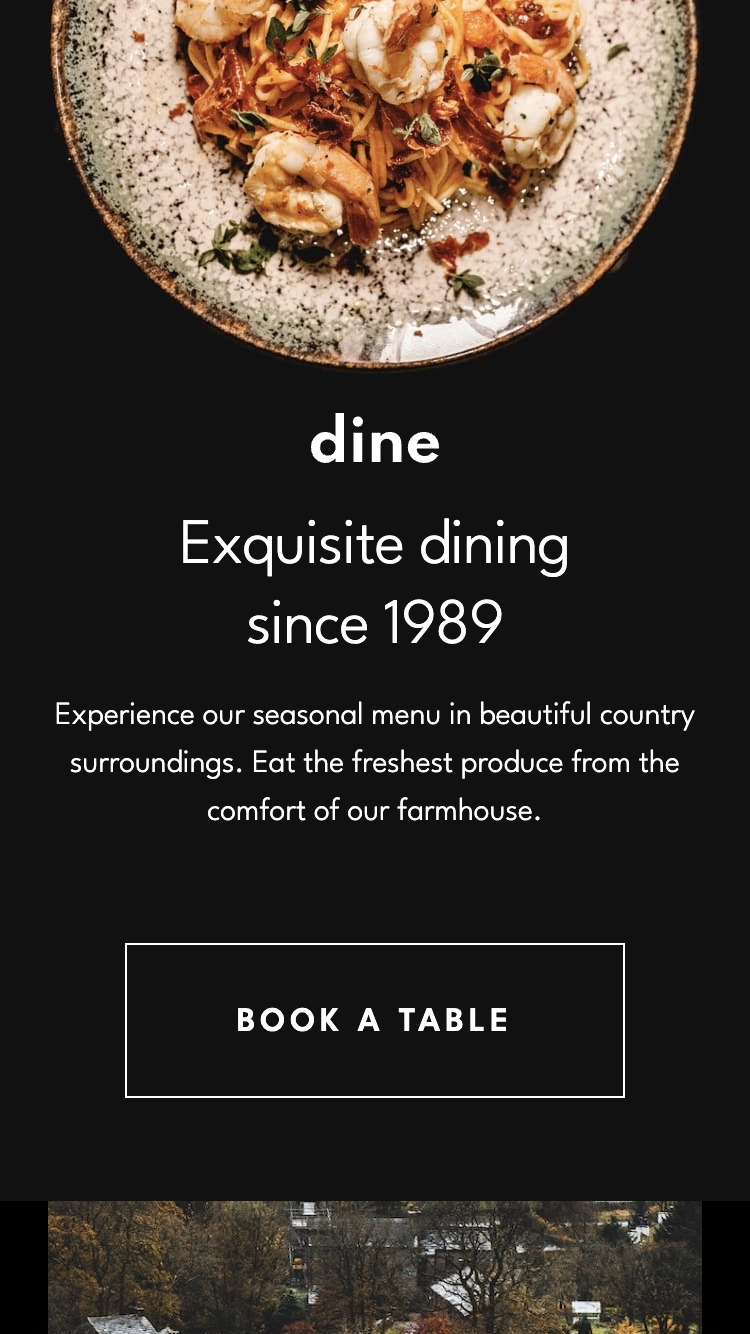 dine
Exquisite dining
since 1989
Experience our seasonal menu in beautiful country
surroundings. Eat the freshest produce from the
comfort of our farmhouse.
BOOK A TABLE